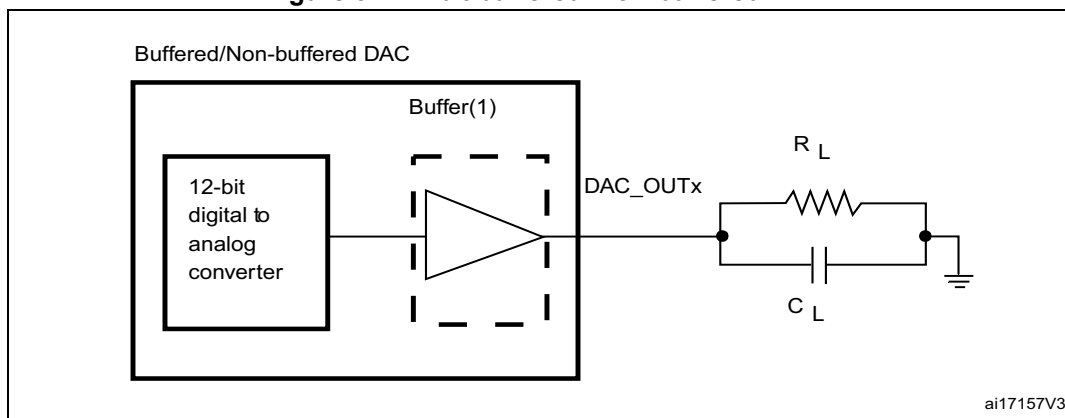 Buffered/Non-buffered DAC
Buffer(1)
12-bit
digital to
analog
converter
DAC_OUTx
R L
C L
ai17157V3